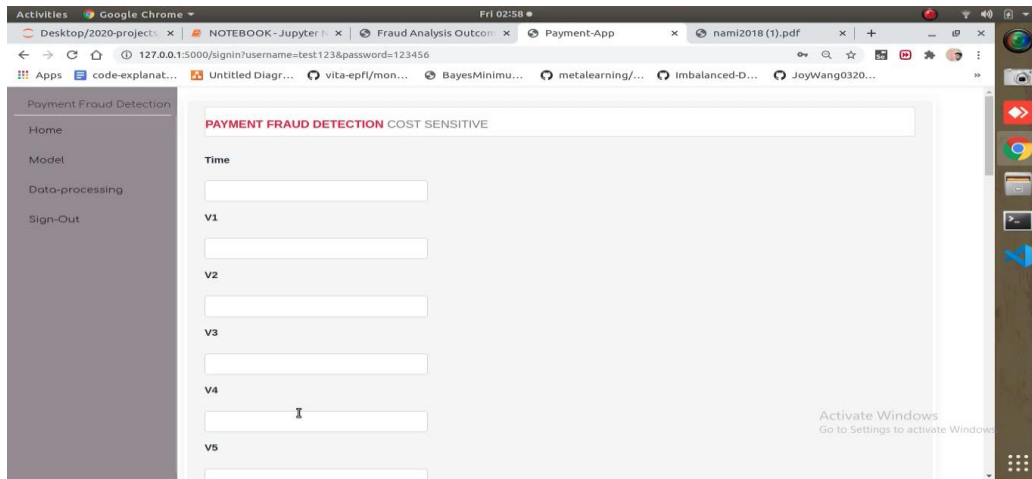 Activities Google Chrome Fri 02:58
Desktop/2020-projects NOTEBOOK - Jupyter N Fraud Analysis Outcom Payment-App nami2018 (1).pdf
127.0.0.1:5000/signin?username=test123&password=123456
Apps code-explanat... Untitled Diagr... vita-epfl/mon... BayesMinimu... metalearning/... Imbalanced-D... JoyWang0320...
Payment Fraud Detection
Home
Model
Data-processing
Sign-Out
PAYMENT FRAUD DETECTION COST SENSITIVE
Time
V1
V2
V3
V4
V5
Activate Windows
Go to Settings to activate Windows